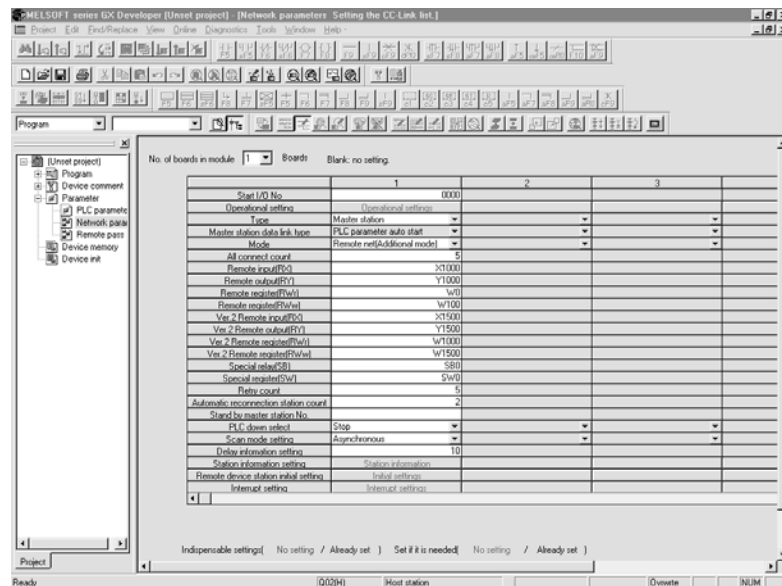 MELSOFT series GX Developer [Unset project] - [Network parameters Setting the CC-Link list.]
Project Edit Find/Replace View Online Diagnostics Tools Window Help
Program
No. of boards in module 1 Boards Blank: no setting.
[Unset project]
Program
Device comment
Parameter
PLC paramete
Network para
Remote pass
Device memory
Device init
1 2 3
Start I/O No 0000
Operational setting Operational settings
Type Master station
Master station data link type PLC parameter auto start
Mode Remote net(Additional mode)
All connect count 5
Remote input(RX) X1000
Remote output(RY) Y1000
Remote register(RWr) W0
Remote register(RWw) W100
Ver.2 Remote input(RX) X1500
Ver.2 Remote output(RY) Y1500
Ver.2 Remote register(RWr) W1000
Ver.2 Remote register(RWw) W1500
Special relay(SB) SB0
Special register(SW) SW0
Retry count 5
Automatic reconnection station count 2
Stand by master station No.
PLC down select Stop
Scan mode setting Asynchronous
Delay infomation setting 10
Station information setting Station information
Remote device station initial setting Initial settings
Interrupt setting Interrupt settings
Indispensable settings( No setting / Already set ) Set if it is needed( No setting / Already set )
Project
Ready Q02(H) Host station Ovrwrte NUM